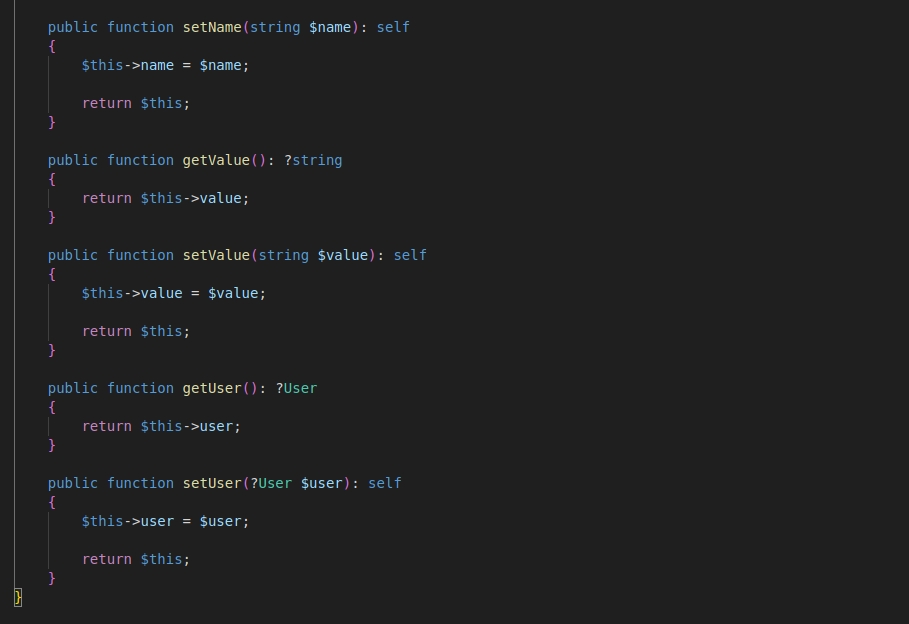 public function setName(string $name): self
{
$this->name = $name;
return $this;
}
public function getValue(): ?string
{
return $this->value;
}
public function setValue(string $value): self
{
$this->value = $value;
return $this;
}
public function getUser(): ?User
{
return $this->user;
}
public function setUser(?User $user): self
{
$this->user = $user;
return $this;
}
}